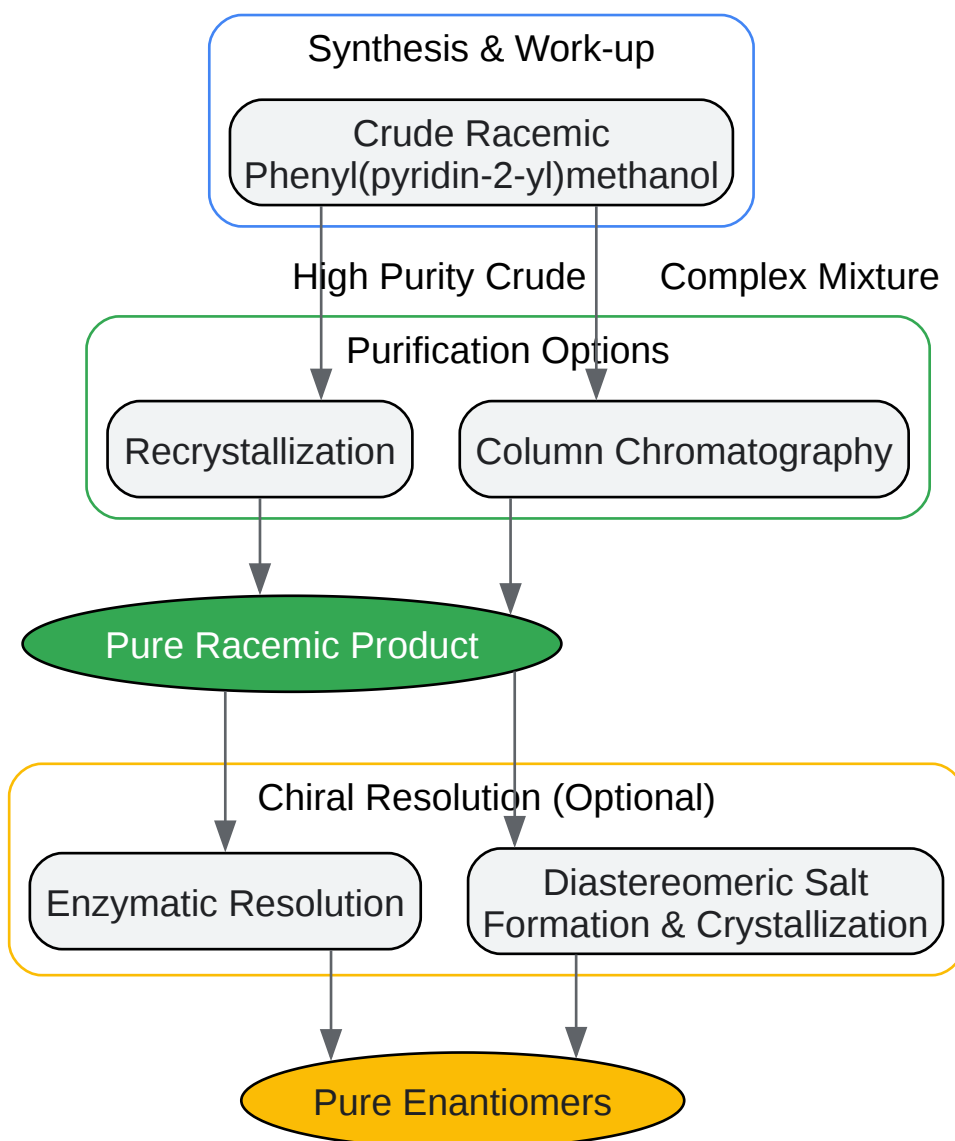 Synthesis & Work-up
Crude Racemic
Phenyl(pyridin-2-yl)methanol
High Purity Crude
Complex Mixture
Purification Options
Recrystallization
Column Chromatography
Pure Racemic Product
Chiral Resolution (Optional)
Enzymatic Resolution
Diastereomeric Salt
Formation & Crystallization
Pure Enantiomers